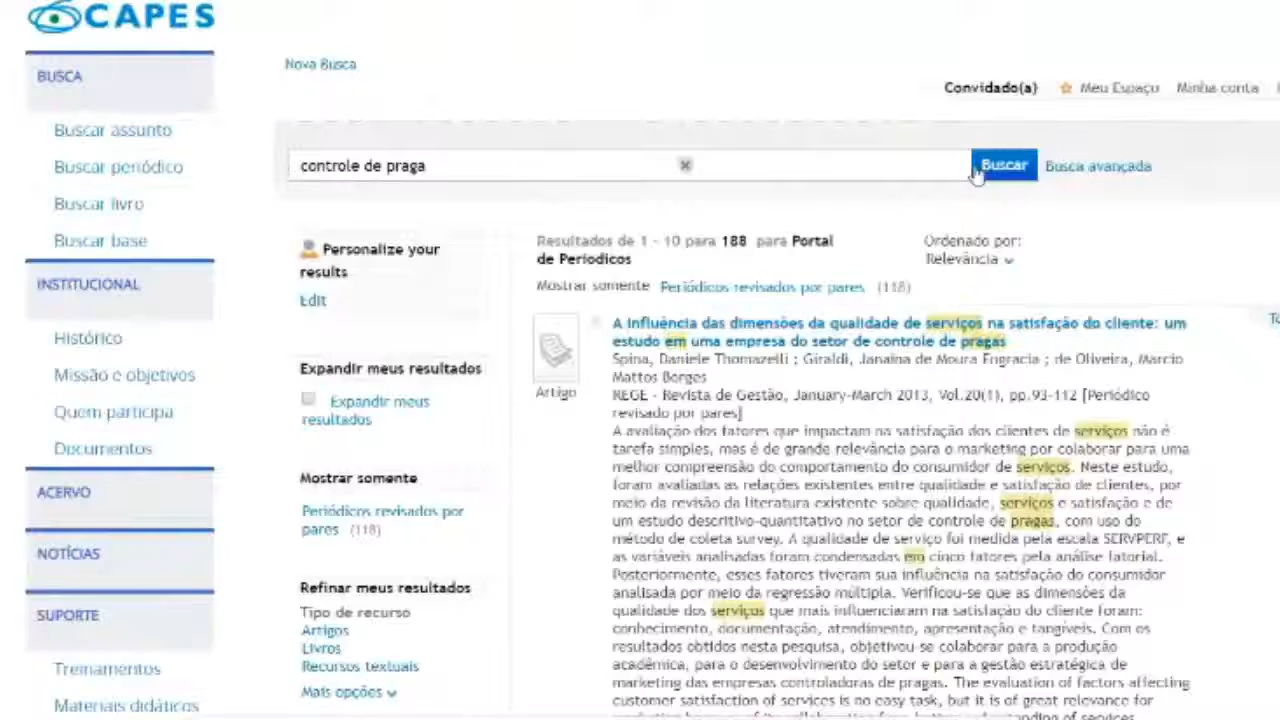 CAPES
BUSCA
Buscar assunto
Buscar periódico
Buscar livro
Buscar base
INSTITUCIONAL
Histórico
Missão e objetivos
Quem participa
Documentos
ACERVO
NOTÍCIAS
SUPORTE
Treinamentos
Materiais didáticos
Nova Busca
Convidado(a) Meu Espaço Minha conta
controle de praga
Buscar Busca avançada
Personalize your
results
Edit
Expandir meus resultados
Expandir meus
resultados
Mostrar somente
Periódicos revisados por
pares (118)
Refinar meus resultados
Tipo de recurso
Artigos
Livros
Recursos textuais
Mais opções
Resultados de 1 - 10 para 188 para Portal
de Periodicos
Ordenado por:
Relevância
Mostrar somente Periódicos revisados por pares (118)
Artigo
A influência das dimensões da qualidade de serviços na satisfação do cliente: um
estudo em uma empresa do setor de controle de pragas
Spina, Daniele Thomazelli ; Giraldi, Janaina de Moura Engracia ; de Oliveira, Marcio
Mattos Borges
REGE - Revista de Gestão, January-March 2013, Vol.20(1), pp.93-112 [Periódico
revisado por pares]
A avaliação dos fatores que impactam na satisfação dos clientes de serviços não é
tarefa simples, mas é de grande relevância para o marketing por colaborar para uma
melhor compreensão do comportamento do consumidor de serviços. Neste estudo,
foram avaliadas as relações existentes entre qualidade e satisfação de clientes, por
meio da revisão da literatura existente sobre qualidade, serviços e satisfação e de
um estudo descritivo-quantitativo no setor de controle de pragas, com uso do
método de coleta survey. A qualidade de serviço foi medida pela escala SERVPERF, e
as variáveis analisadas foram condensadas em cinco fatores pela análise fatorial.
Posteriormente, esses fatores tiveram sua influência na satisfação do consumidor
analisada por meio da regressão múltipla. Verificou-se que as dimensões da
qualidade dos serviços que mais influenciaram na satisfação do cliente foram:
conhecimento, documentação, atendimento, apresentação e tangíveis. Com os
resultados obtidos nesta pesquisa, objetivou-se colaborar para a produção
acadêmica, para o desenvolvimento do setor e para a gestão estratégica de
marketing das empresas controladoras de pragas. The evaluation of factors affecting
customer satisfaction of services is no easy task, but it is of great relevance for